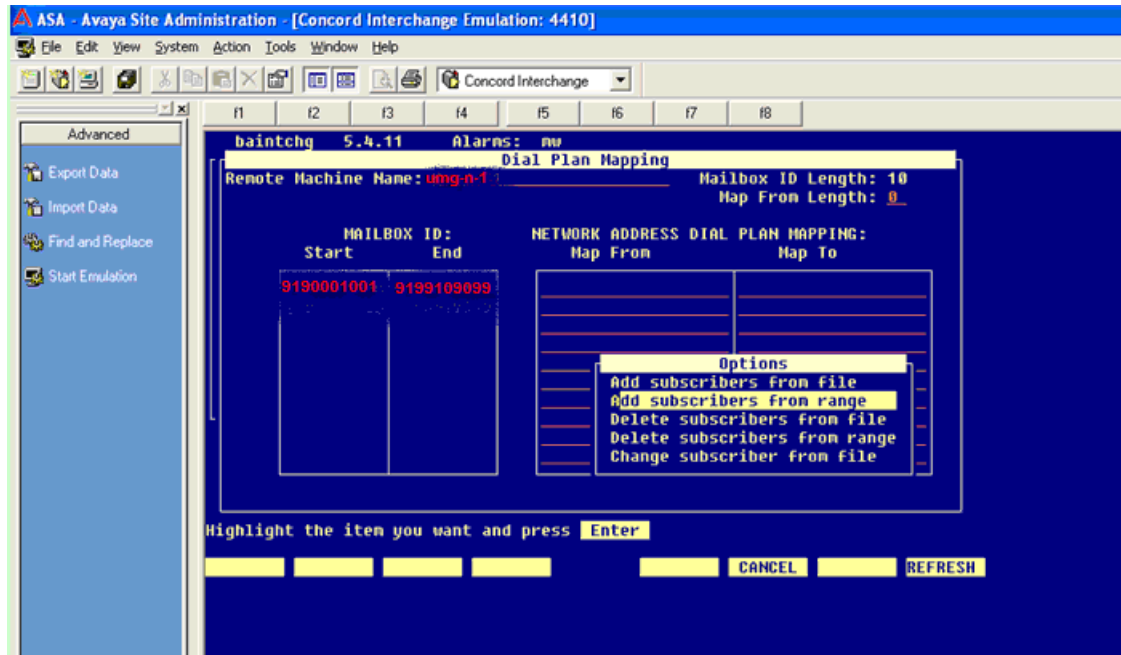 ASA - Avaya Site Administration - [Concord Interchange Emulation: 4410]
File Edit View System Action Tools Window Help
Concord Interchange
f1 f2 f3 f4 f5 f6 f7 f8
Advanced
Export Data
Import Data
Find and Replace
Start Emulation
baintchg 5.4.11 Alarms: mw
Dial Plan Mapping
Remote Machine Name: umg-n-1 Mailbox ID Length: 10
Map From Length: 0
MAILBOX ID: NETWORK ADDRESS DIAL PLAN MAPPING:
Start End Map From Map To
9190001001 9199109099
Options
Add subscribers from file
Add subscribers from range
Delete subscribers from file
Delete subscribers from range
Change subscriber from file
Highlight the item you want and press Enter
CANCEL REFRESH